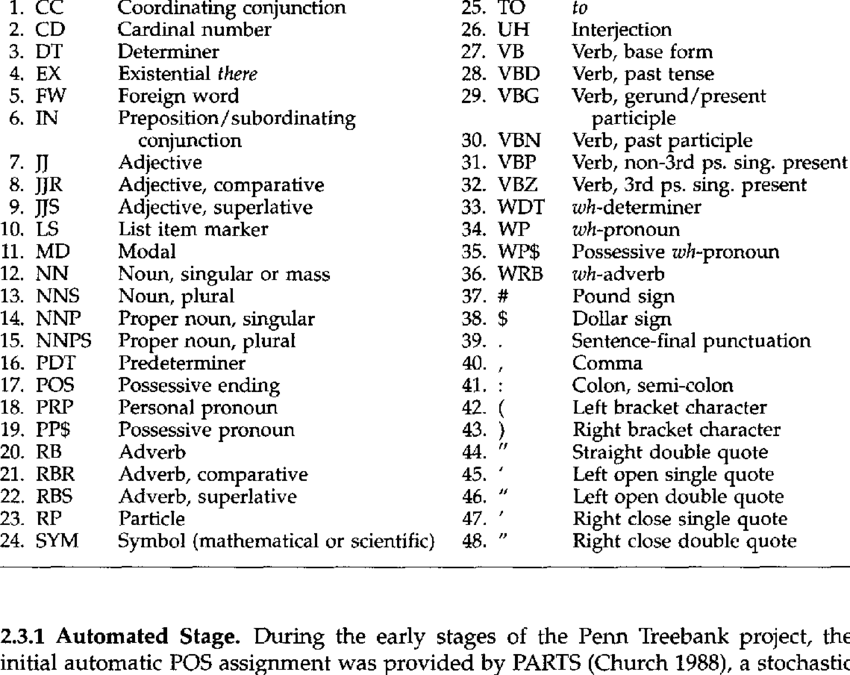 1. CC Coordinating conjunction
2. CD Cardinal number
3. DT Determiner
4. EX Existential there
5. FW Foreign word
6. IN Preposition/subordinating
conjunction
7. JJ Adjective
8. JJR Adjective, comparative
9. JJS Adjective, superlative
10. LS List item marker
11. MD Modal
12. NN Noun, singular or mass
13. NNS Noun, plural
14. NNP Proper noun, singular
15. NNPS Proper noun, plural
16. PDT Predeterminer
17. POS Possessive ending
18. PRP Personal pronoun
19. PP$ Possessive pronoun
20. RB Adverb
21. RBR Adverb, comparative
22. RBS Adverb, superlative
23. RP Particle
24. SYM Symbol (mathematical or scientific)
25. TO to
26. UH Interjection
27. VB Verb, base form
28. VBD Verb, past tense
29. VBG Verb, gerund/present
participle
30. VBN Verb, past participle
31. VBP Verb, non-3rd ps. sing. present
32. VBZ Verb, 3rd ps. sing. present
33. WDT wh-determiner
34. WP wh-pronoun
35. WP$ Possessive wh-pronoun
36. WRB wh-adverb
37. # Pound sign
38. $ Dollar sign
39. . Sentence-final punctuation
40. , Comma
41. : Colon, semi-colon
42. ( Left bracket character
43. ) Right bracket character
44. " Straight double quote
45. ‘ Left open single quote
46. " Left open double quote
47. ’ Right close single quote
48. " Right close double quote
2.3.1 Automated Stage. During the early stages of the Penn Treebank project, the
initial automatic POS assignment was provided by PARTS (Church 1988), a stochastic